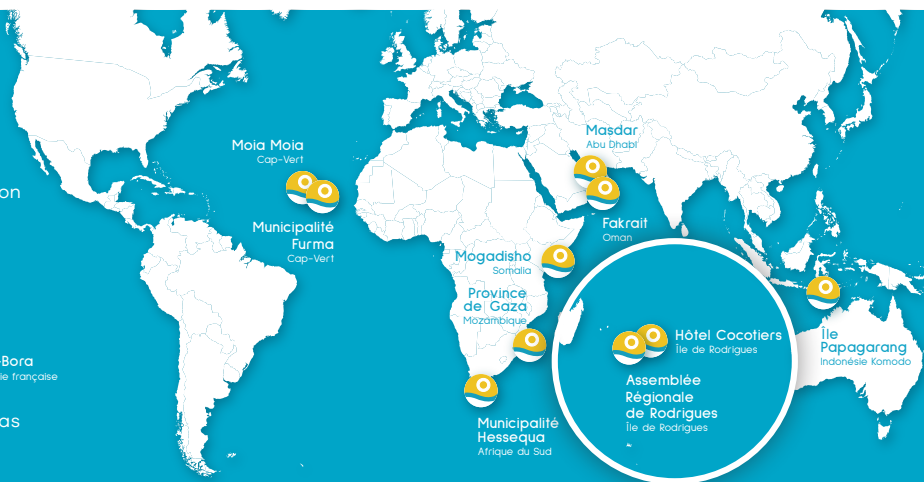 Moia Moia
Cap-Vert
on
Municipalité
Furma
Cap-Vert
Masdar
Abu Dhabi
Fakrait
Oman
Mogadisho
Somalia
Province
de Gaza
Mozambique
Hôtel Cocotiers
Île de Rodrigues
Assemblée
Régionale
de Rodrigues
Île de Rodrigues
Île
Papagarang
Indonésie Komodo
Municipalité
Hessequa
Afrique du Sud
-Bora
ie française
as